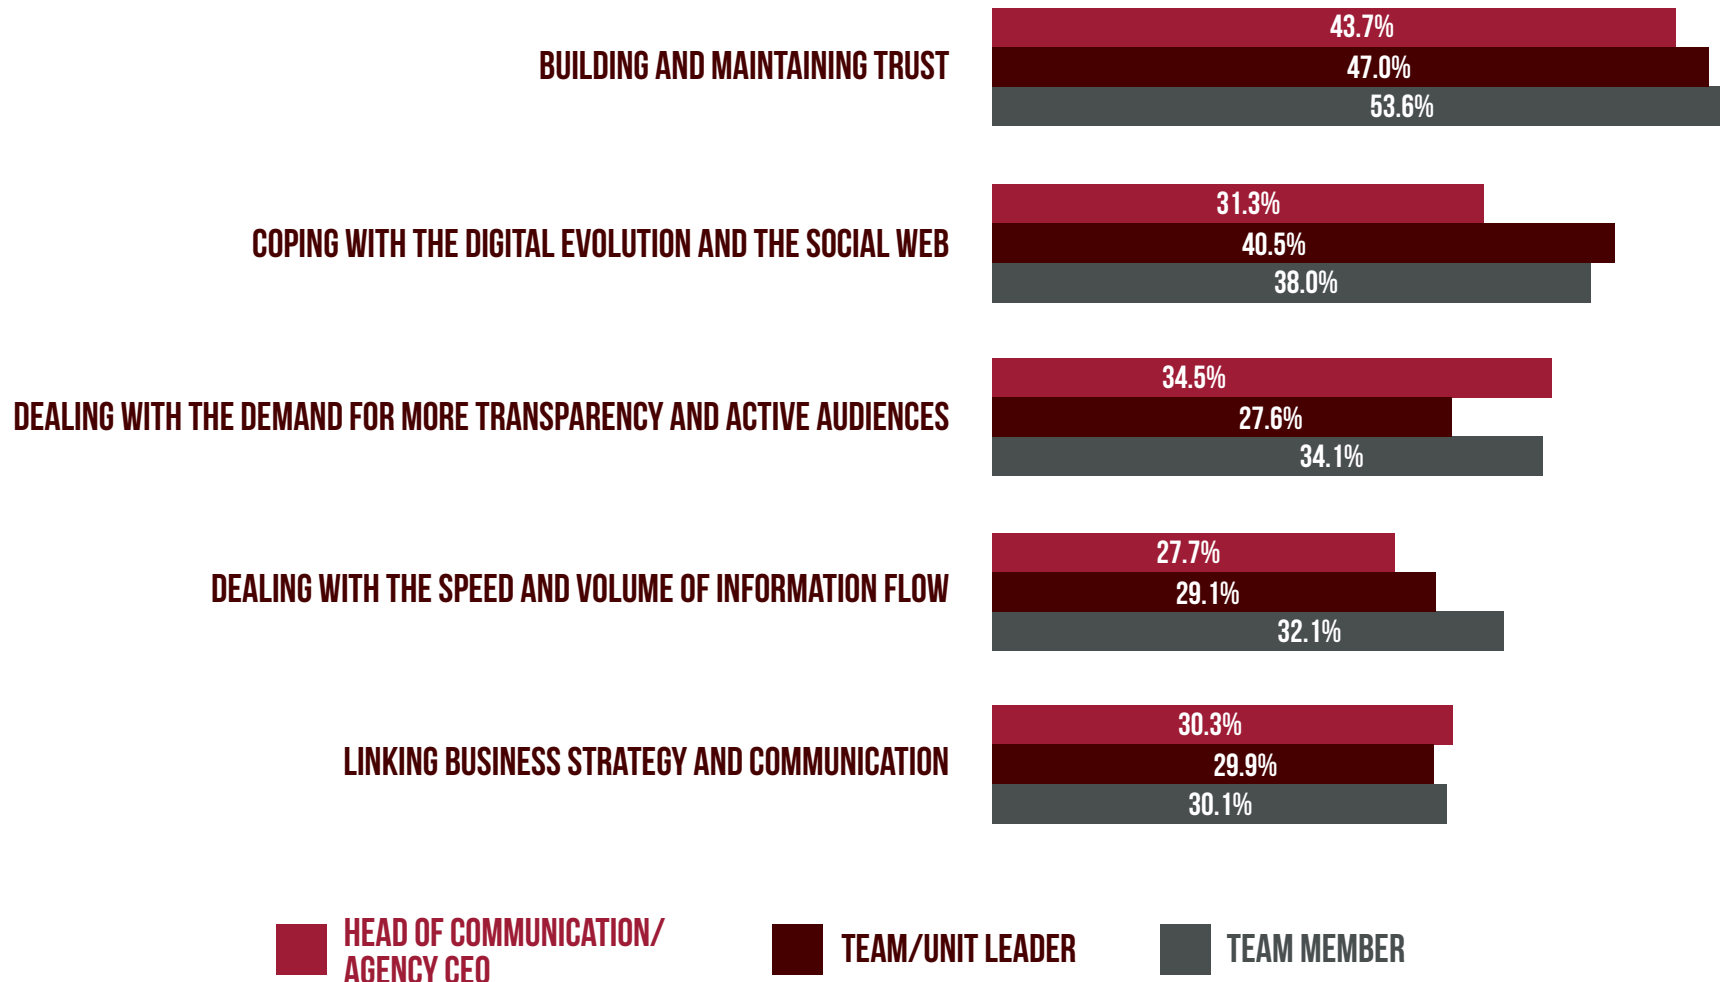 43.7%
BUILDING AND MAINTAINING TRUST
47.0%
53.6%
31.3%
COPING WITH THE DIGITAL EVOLUTION AND THE SOCIAL WEB
40.5%
38.0%
34.5%
DEALING WITH THE DEMAND FOR MORE TRANSPARENCY AND ACTIVE AUDIENCES
27.6%
34.1%
27.7%
DEALING WITH THE SPEED AND VOLUME OF INFORMATION FLOW
29.1%
32.1%
30.3%
LINKING BUSINESS STRATEGY AND COMMUNICATION
29.9%
30.1%
HEAD OF COMMUNICATION/
AGENCY CEO
TEAM/UNIT LEADER
TEAM MEMBER